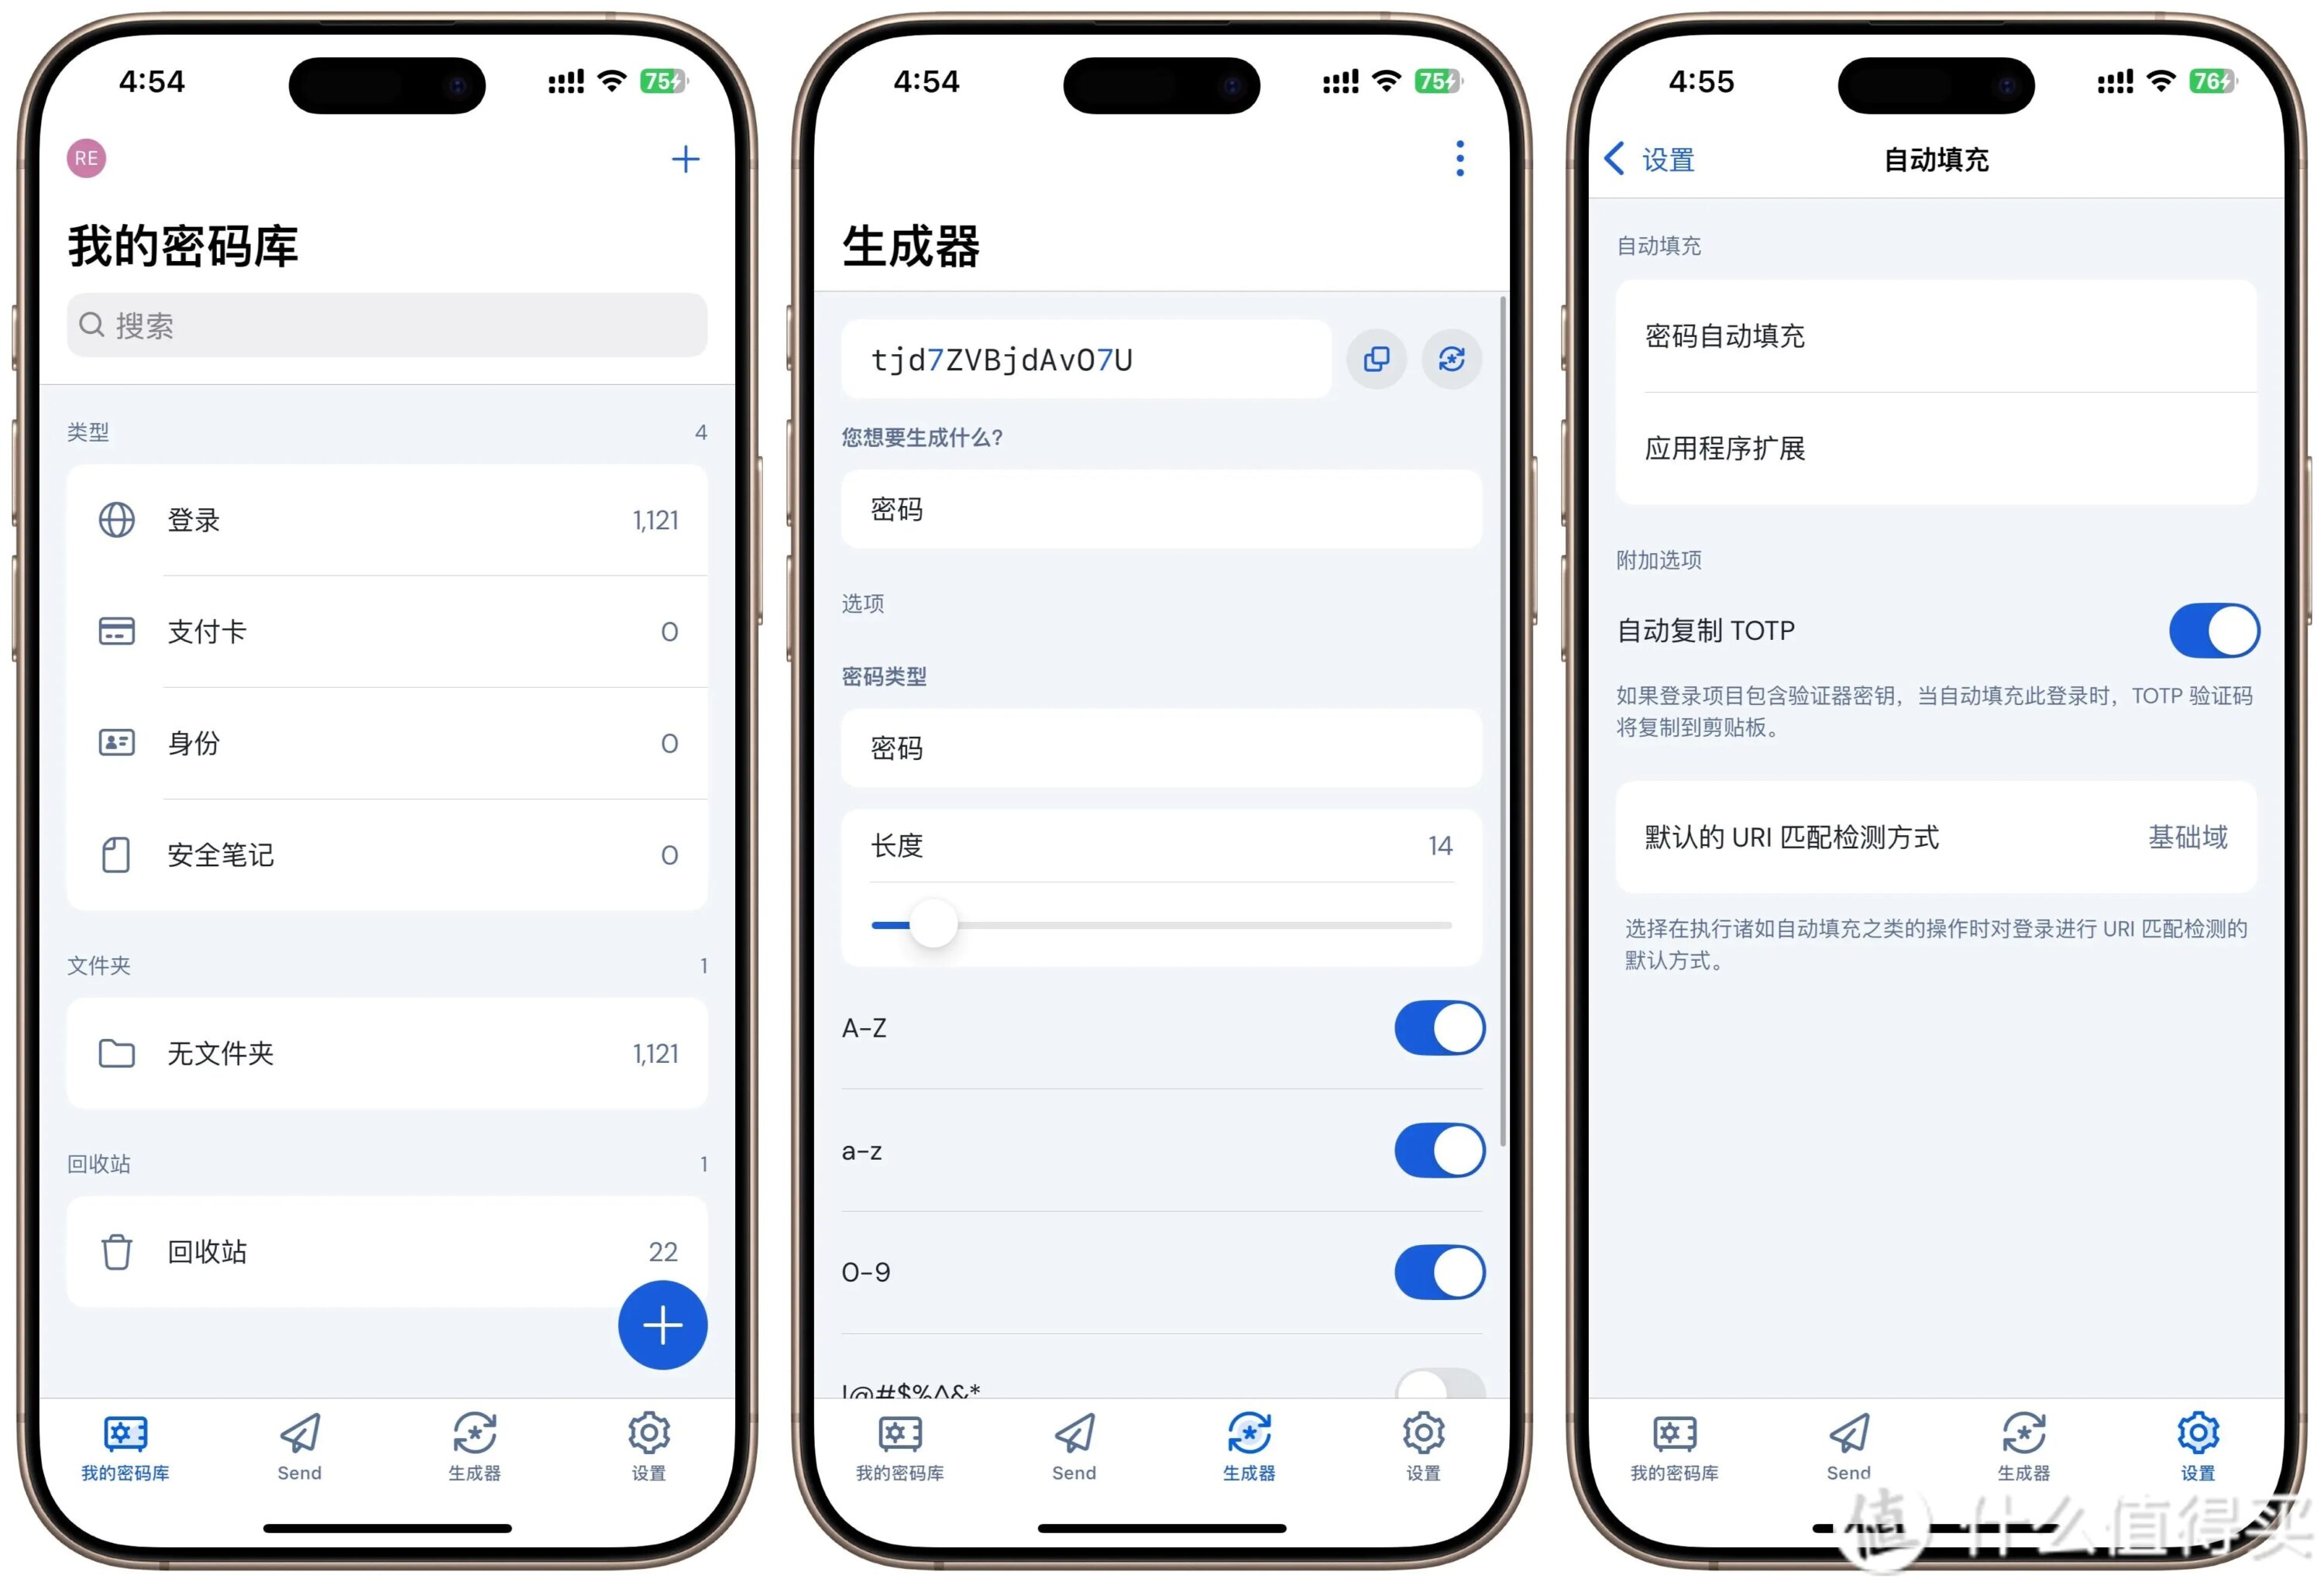 4:54
75
RE
我的密码库
搜索
类型 4
登录 1,121
支付卡 0
身份 0
安全笔记 0
文件夹 1
无文件夹 1,121
回收站 1
回收站 22
我的密码库 Send 生成器 设置
4:54
75
生成器
tjd7ZVBjdAvO7U
您想要生成什么?
密码
选项
密码类型
密码
长度 14
A-Z
a-z
0-9
!@#$%^&*
我的密码库 Send 生成器 设置
4:55
76
设置 自动填充
自动填充
密码自动填充
应用程序扩展
附加选项
自动复制 TOTP
如果登录项目包含验证器密钥，当自动填充此登录时，TOTP 验证码
将复制到剪贴板。
默认的 URI 匹配检测方式 基础域
选择在执行诸如自动填充之类的操作时对登录进行 URI 匹配检测的
默认方式。
我的密码库 Send 生成器 设置
值 什么值得买